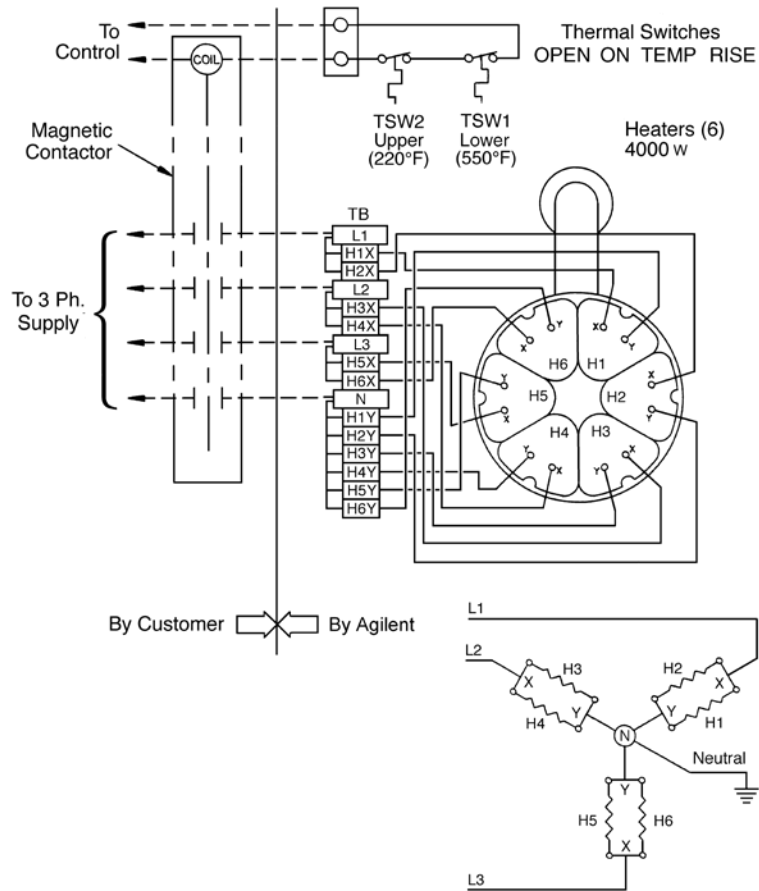 To
Control
COIL
Thermal Switches
OPEN ON TEMP RISE
TSW2
Upper
(220°F)
TSW1
Lower
(550°F)
Heaters (6)
4000 W
Magnetic
Contactor
To 3 Ph.
Supply
TB
L1
H1X
H2X
L2
H3X
H4X
L3
H5X
H6X
N
H1Y
H2Y
H3Y
H4Y
H5Y
H6Y
X
Y
H6
X
Y
H1
X
Y
H2
X
Y
H3
Y
X
H4
Y
X
H5
By Customer
By Agilent
L1
L2
H3
X
Y
H4
H2
X
Y
H1
N
Neutral
Y
H5
H6
X
L3